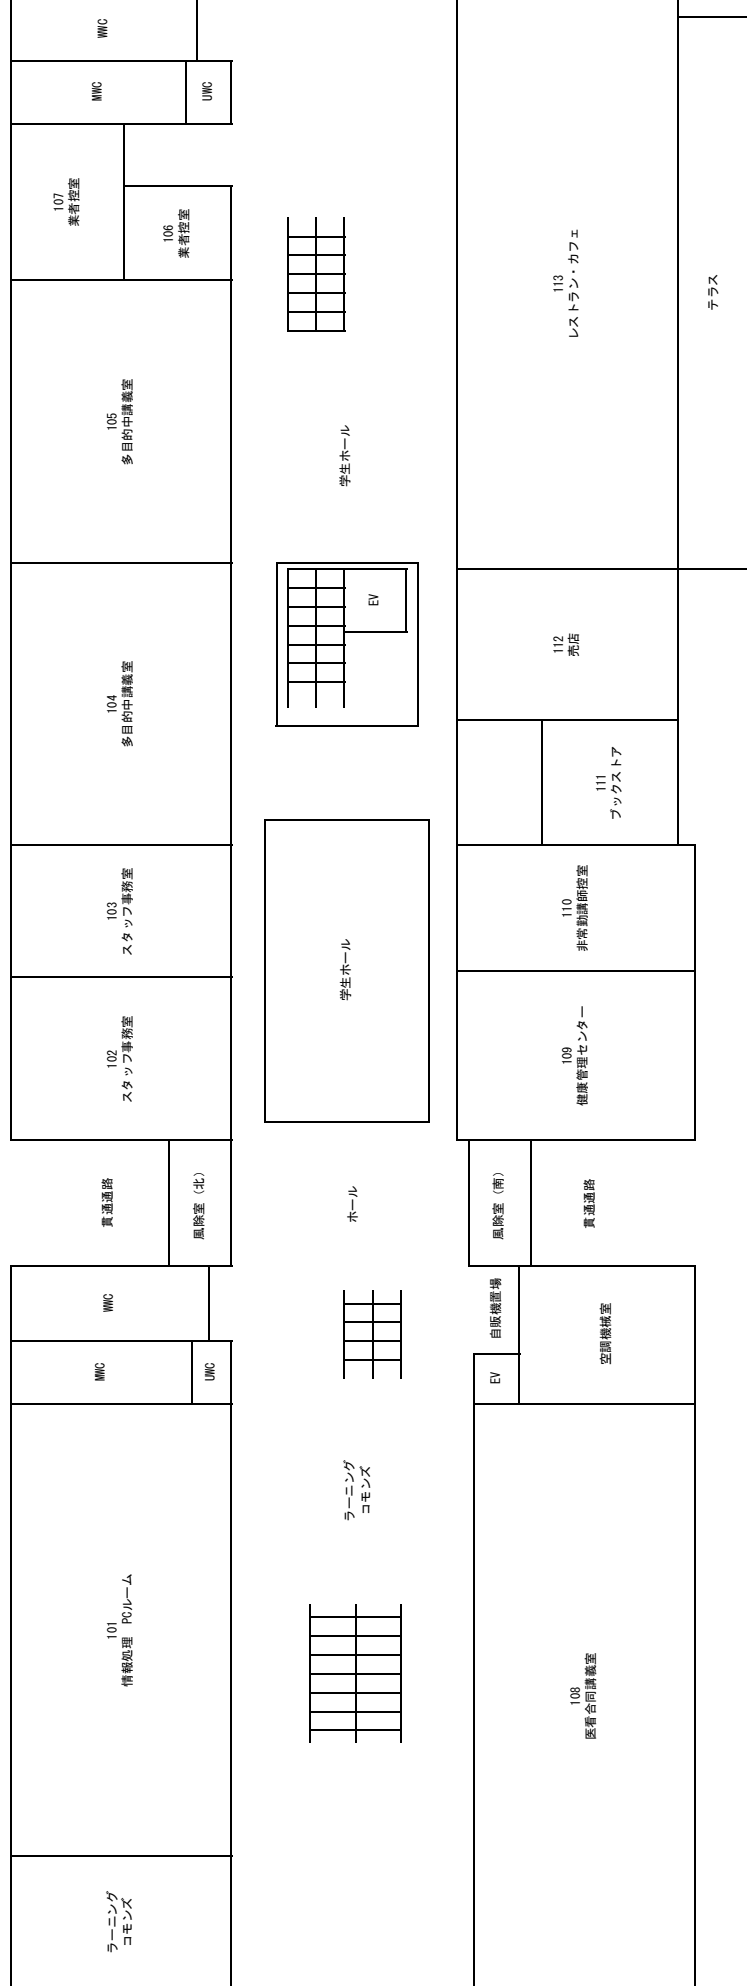 WWC
MWC
UWC
107
業者控室
106
業者控室
105
多目的中講義室
104
多目的中講義室
103
スタッフ事務室
102
スタッフ事務室
貫通通路
風除室（北）
WWC
MWC
UWC
101
情報処理 PCルーム
ラーニング
コモンズ
学生ホール
EV
学生ホール
ホール
ラーニング
コモンズ
113
レストラン・カフェ
テラス
112
売店
111
ブックストア
110
非常勤講師控室
109
健康管理センター
風除室（南）
貫通通路
自販機置場
EV
空調機械室
108
医看合同講義室